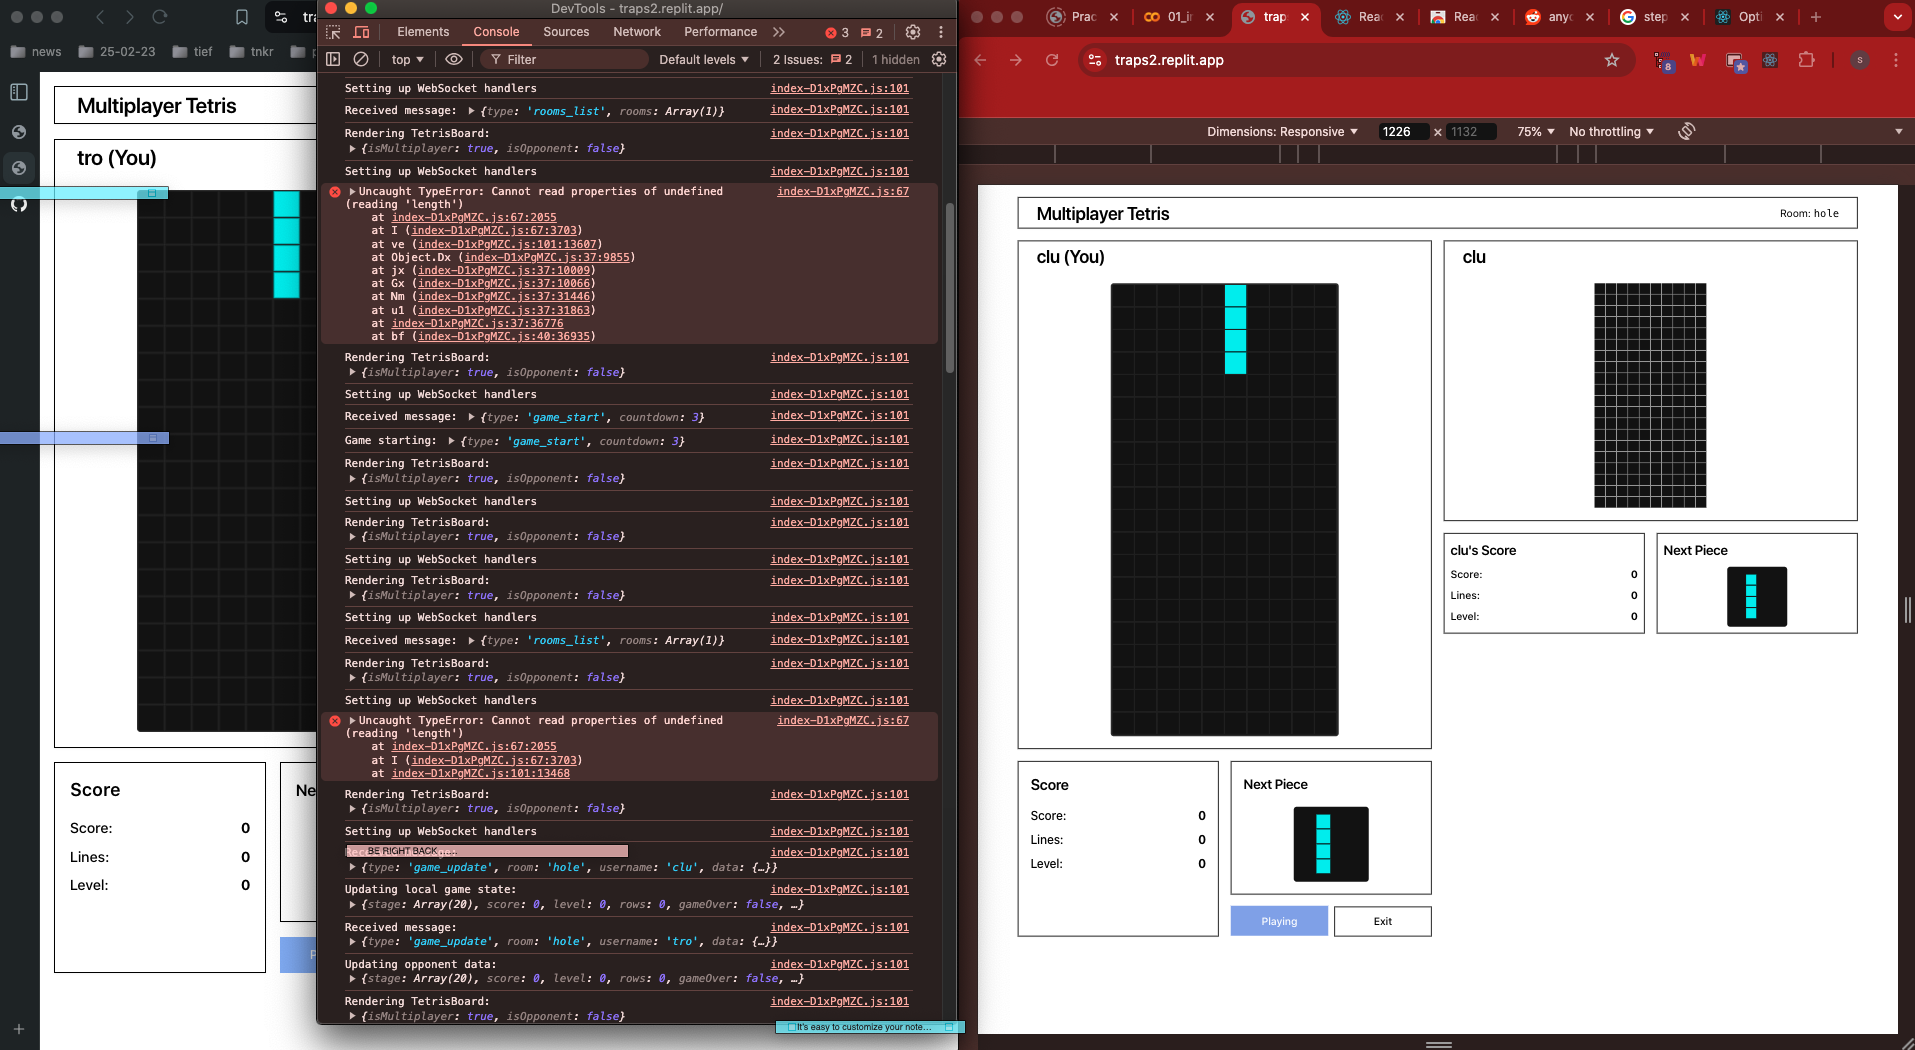 DevTools - traps2.replit.app/
news
25-02-23
tief
tnkr
Multiplayer Tetris
tro (You)
Score
Score: 0
Lines: 0
Level: 0
Elements
Console
Sources
Network
Performance
3
2
top
Filter
Default levels
2 Issues:
2
1 hidden
Setting up WebSocket handlers index-D1xPgMZC.js:101
Received message: {type: 'rooms_list', rooms: Array(1)} index-D1xPgMZC.js:101
Rendering TetrisBoard: index-D1xPgMZC.js:101
{isMultiplayer: true, isOpponent: false}
Setting up WebSocket handlers index-D1xPgMZC.js:101
Uncaught TypeError: Cannot read properties of undefined index-D1xPgMZC.js:67
(reading 'length')
at index-D1xPgMZC.js:67:2055
at I (index-D1xPgMZC.js:67:3703)
at ve (index-D1xPgMZC.js:101:13607)
at Object.Dx (index-D1xPgMZC.js:37:9855)
at jx (index-D1xPgMZC.js:37:10009)
at Gx (index-D1xPgMZC.js:37:10066)
at Nm (index-D1xPgMZC.js:37:31446)
at u1 (index-D1xPgMZC.js:37:31863)
at index-D1xPgMZC.js:37:36776
at bf (index-D1xPgMZC.js:40:36935)
Rendering TetrisBoard: index-D1xPgMZC.js:101
{isMultiplayer: true, isOpponent: false}
Setting up WebSocket handlers index-D1xPgMZC.js:101
Received message: {type: 'game_start', countdown: 3} index-D1xPgMZC.js:101
Game starting: {type: 'game_start', countdown: 3} index-D1xPgMZC.js:101
Rendering TetrisBoard: index-D1xPgMZC.js:101
{isMultiplayer: true, isOpponent: false}
Setting up WebSocket handlers index-D1xPgMZC.js:101
Rendering TetrisBoard: index-D1xPgMZC.js:101
{isMultiplayer: true, isOpponent: false}
Setting up WebSocket handlers index-D1xPgMZC.js:101
Rendering TetrisBoard: index-D1xPgMZC.js:101
{isMultiplayer: true, isOpponent: false}
Setting up WebSocket handlers index-D1xPgMZC.js:101
Received message: {type: 'rooms_list', rooms: Array(1)} index-D1xPgMZC.js:101
Rendering TetrisBoard: index-D1xPgMZC.js:101
{isMultiplayer: true, isOpponent: false}
Setting up WebSocket handlers index-D1xPgMZC.js:101
Uncaught TypeError: Cannot read properties of undefined index-D1xPgMZC.js:67
(reading 'length')
at index-D1xPgMZC.js:67:2055
at I (index-D1xPgMZC.js:67:3703)
at index-D1xPgMZC.js:101:13468
Rendering TetrisBoard: index-D1xPgMZC.js:101
{isMultiplayer: true, isOpponent: false}
Setting up WebSocket handlers index-D1xPgMZC.js:101
BE RIGHT BACK ... index-D1xPgMZC.js:101
{type: 'game_update', room: 'hole', username: 'clu', data: {…}}
Updating local game state: index-D1xPgMZC.js:101
{stage: Array(20), score: 0, level: 0, rows: 0, gameOver: false, …}
Received message: index-D1xPgMZC.js:101
{type: 'game_update', room: 'hole', username: 'tro', data: {…}}
Updating opponent data: index-D1xPgMZC.js:101
{stage: Array(20), score: 0, level: 0, rows: 0, gameOver: false, …}
Rendering TetrisBoard: index-D1xPgMZC.js:101
{isMultiplayer: true, isOpponent: false}
It's easy to customize your note...
Prac
01_ir
trap
Reac
Reac
anyc
step
Opti
traps2.replit.app
8
S
Dimensions: Responsive
1226 × 1132
75%
No throttling
Multiplayer Tetris
Room: hole
clu (You)
clu
clu's Score
Score: 0
Lines: 0
Level: 0
Next Piece
Score
Score: 0
Lines: 0
Level: 0
Next Piece
Playing
Exit